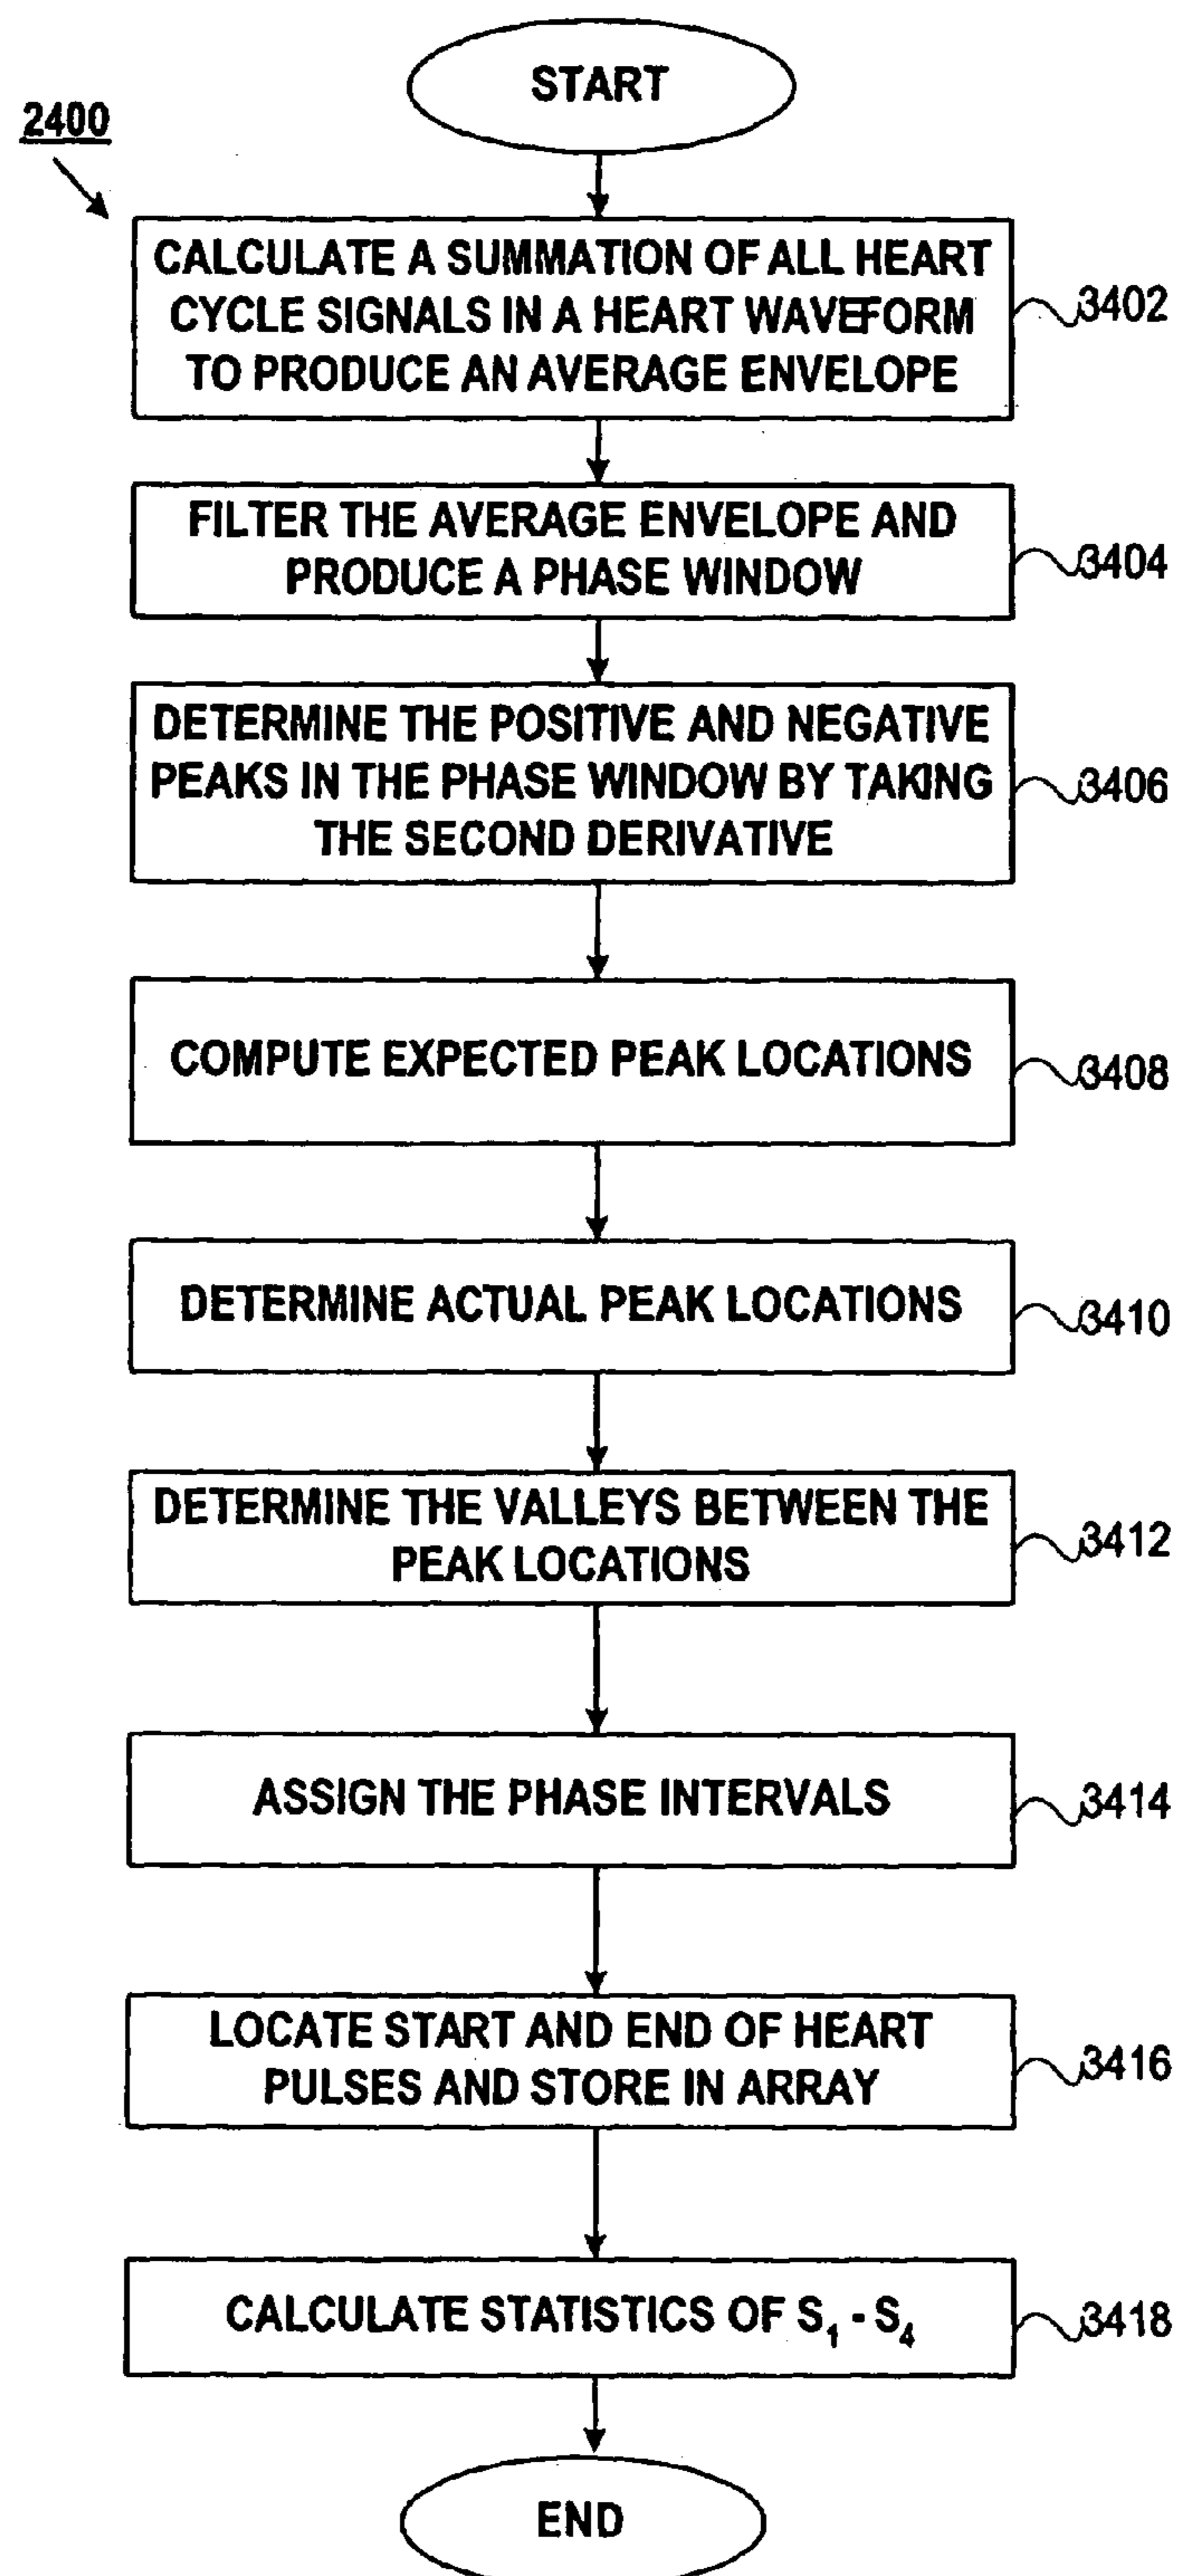 START
2400
CALCULATE A SUMMATION OF ALL HEART
CYCLE SIGNALS IN A HEART WAVEFORM
TO PRODUCE AN AVERAGE ENVELOPE
3402
FILTER THE AVERAGE ENVELOPE AND
PRODUCE A PHASE WINDOW
3404
DETERMINE THE POSITIVE AND NEGATIVE
PEAKS IN THE PHASE WINDOW BY TAKING
THE SECOND DERIVATIVE
3406
COMPUTE EXPECTED PEAK LOCATIONS
3408
DETERMINE ACTUAL PEAK LOCATIONS
3410
DETERMINE THE VALLEYS BETWEEN THE
PEAK LOCATIONS
3412
ASSIGN THE PHASE INTERVALS
3414
LOCATE START AND END OF HEART
PULSES AND STORE IN ARRAY
3416
CALCULATE STATISTICS OF S₁ - S₄
3418
END